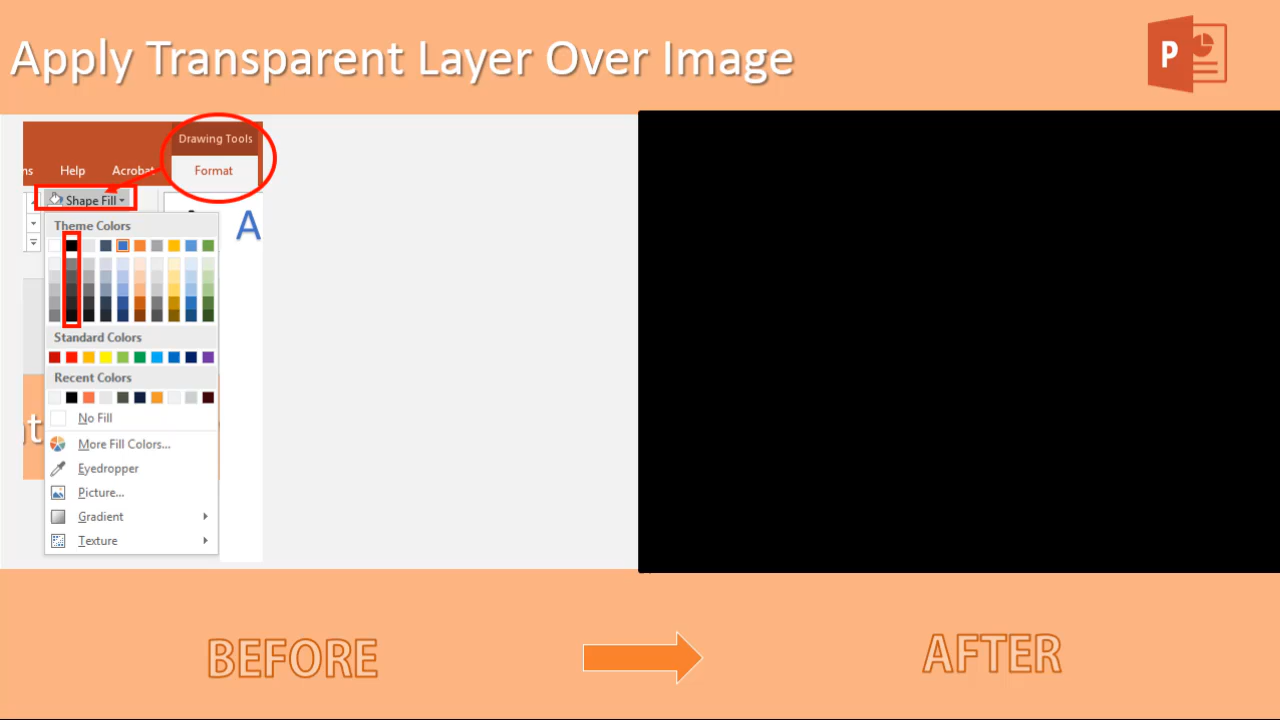 Apply Transparent Layer Over Image
P
Drawing Tools
ns Help Acrobat Format
Shape Fill
A
Theme Colors
Standard Colors
Recent Colors
No Fill
More Fill Colors...
Eyedropper
Picture...
Gradient
Texture
BEFORE
AFTER